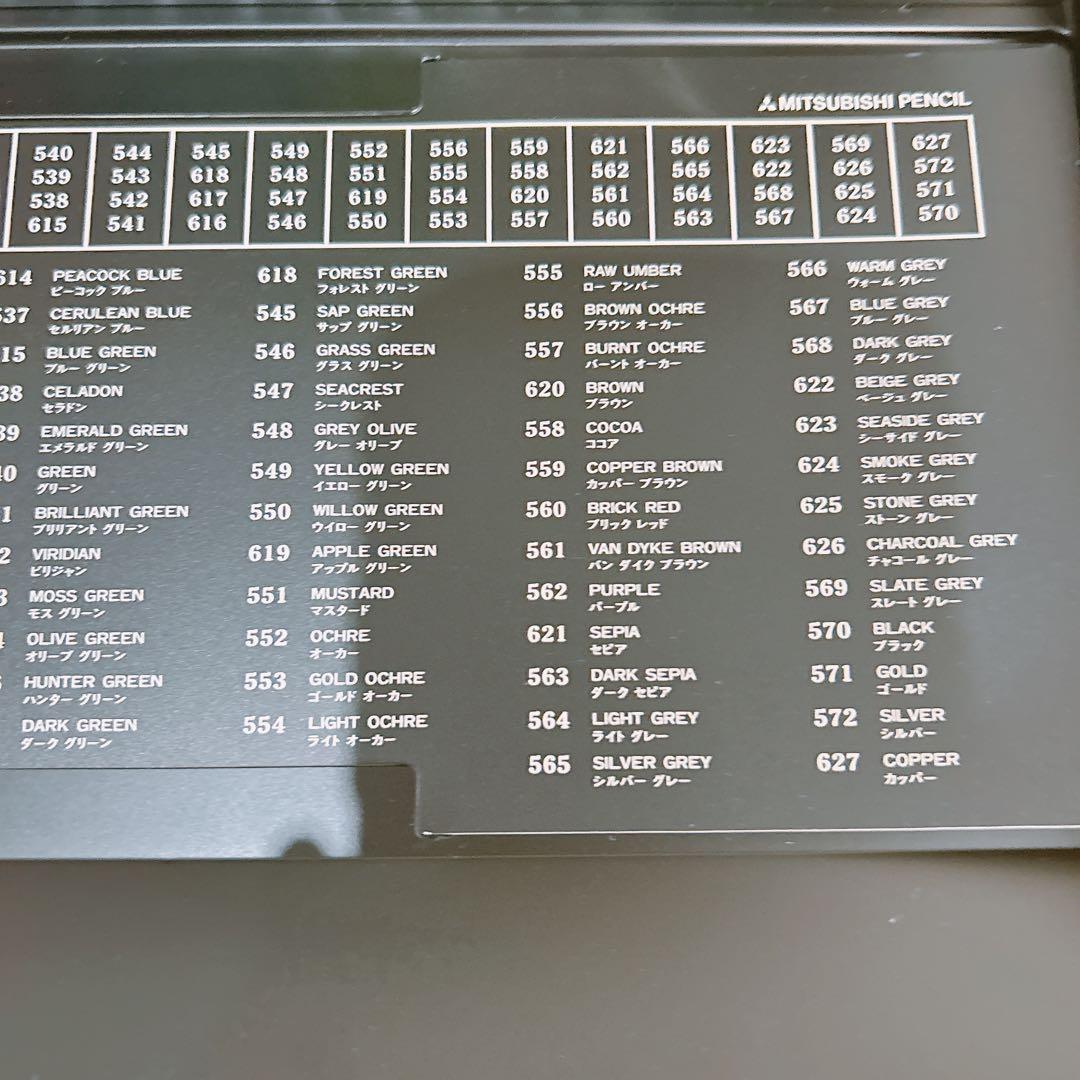 MITSUBISHI PENCIL
540 544 545 549 552 556 559 621 566 623 569 627
539 543 618 548 551 555 558 562 565 622 626 572
538 542 617 547 619 554 620 561 564 568 625 571
615 541 616 546 550 553 557 560 563 567 624 570
614 PEACOCK BLUE
ピーコック ブルー
537 CERULEAN BLUE
セルリアン ブルー
15 BLUE GREEN
ブルー グリーン
38 CELADON
セラドン
39 EMERALD GREEN
エメラルド グリーン
40 GREEN
グリーン
1 BRILLIANT GREEN
ブリリアント グリーン
2 VIRIDIAN
ビリジャン
3 MOSS GREEN
モス グリーン
4 OLIVE GREEN
オリーブ グリーン
HUNTER GREEN
ハンター グリーン
DARK GREEN
ダーク グリーン
618 FOREST GREEN
フォレスト グリーン
545 SAP GREEN
サップ グリーン
546 GRASS GREEN
グラス グリーン
547 SEACREST
シークレスト
548 GREY OLIVE
グレー オリーブ
549 YELLOW GREEN
イエロー グリーン
550 WILLOW GREEN
ウイロー グリーン
619 APPLE GREEN
アップル グリーン
551 MUSTARD
マスタード
552 OCHRE
オーカー
553 GOLD OCHRE
ゴールド オーカー
554 LIGHT OCHRE
ライト オーカー
555 RAW UMBER
ロー アンバー
556 BROWN OCHRE
ブラウン オーカー
557 BURNT OCHRE
バーント オーカー
620 BROWN
ブラウン
558 COCOA
ココア
559 COPPER BROWN
カッパー ブラウン
560 BRICK RED
ブリック レッド
561 VAN DYKE BROWN
バン ダイク ブラウン
562 PURPLE
パープル
621 SEPIA
セピア
563 DARK SEPIA
ダーク セピア
564 LIGHT GREY
ライト グレー
565 SILVER GREY
シルバー グレー
566 WARM GREY
ウォーム グレー
567 BLUE GREY
ブルー グレー
568 DARK GREY
ダーク グレー
622 BEIGE GREY
ベージュ グレー
623 SEASIDE GREY
シーサイド グレー
624 SMOKE GREY
スモーク グレー
625 STONE GREY
ストーン グレー
626 CHARCOAL GREY
チャコール グレー
569 SLATE GREY
スレート グレー
570 BLACK
ブラック
571 GOLD
ゴールド
572 SILVER
シルバー
627 COPPER
カッパー